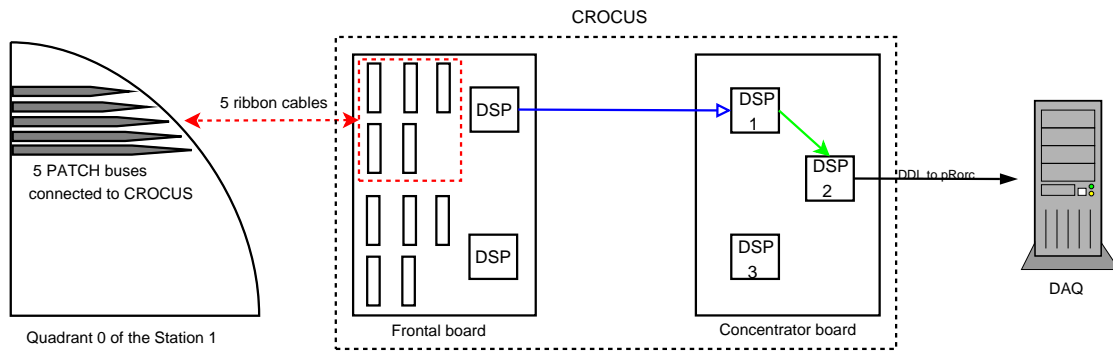 CROCUS
5 ribbon cables
5 PATCH buses
connected to CROCUS
Quadrant 0 of the Station 1
DSP
DSP
Frontal board
DSP
1
DSP
2
DSP
3
Concentrator board
DDL to pRorc
DAQ